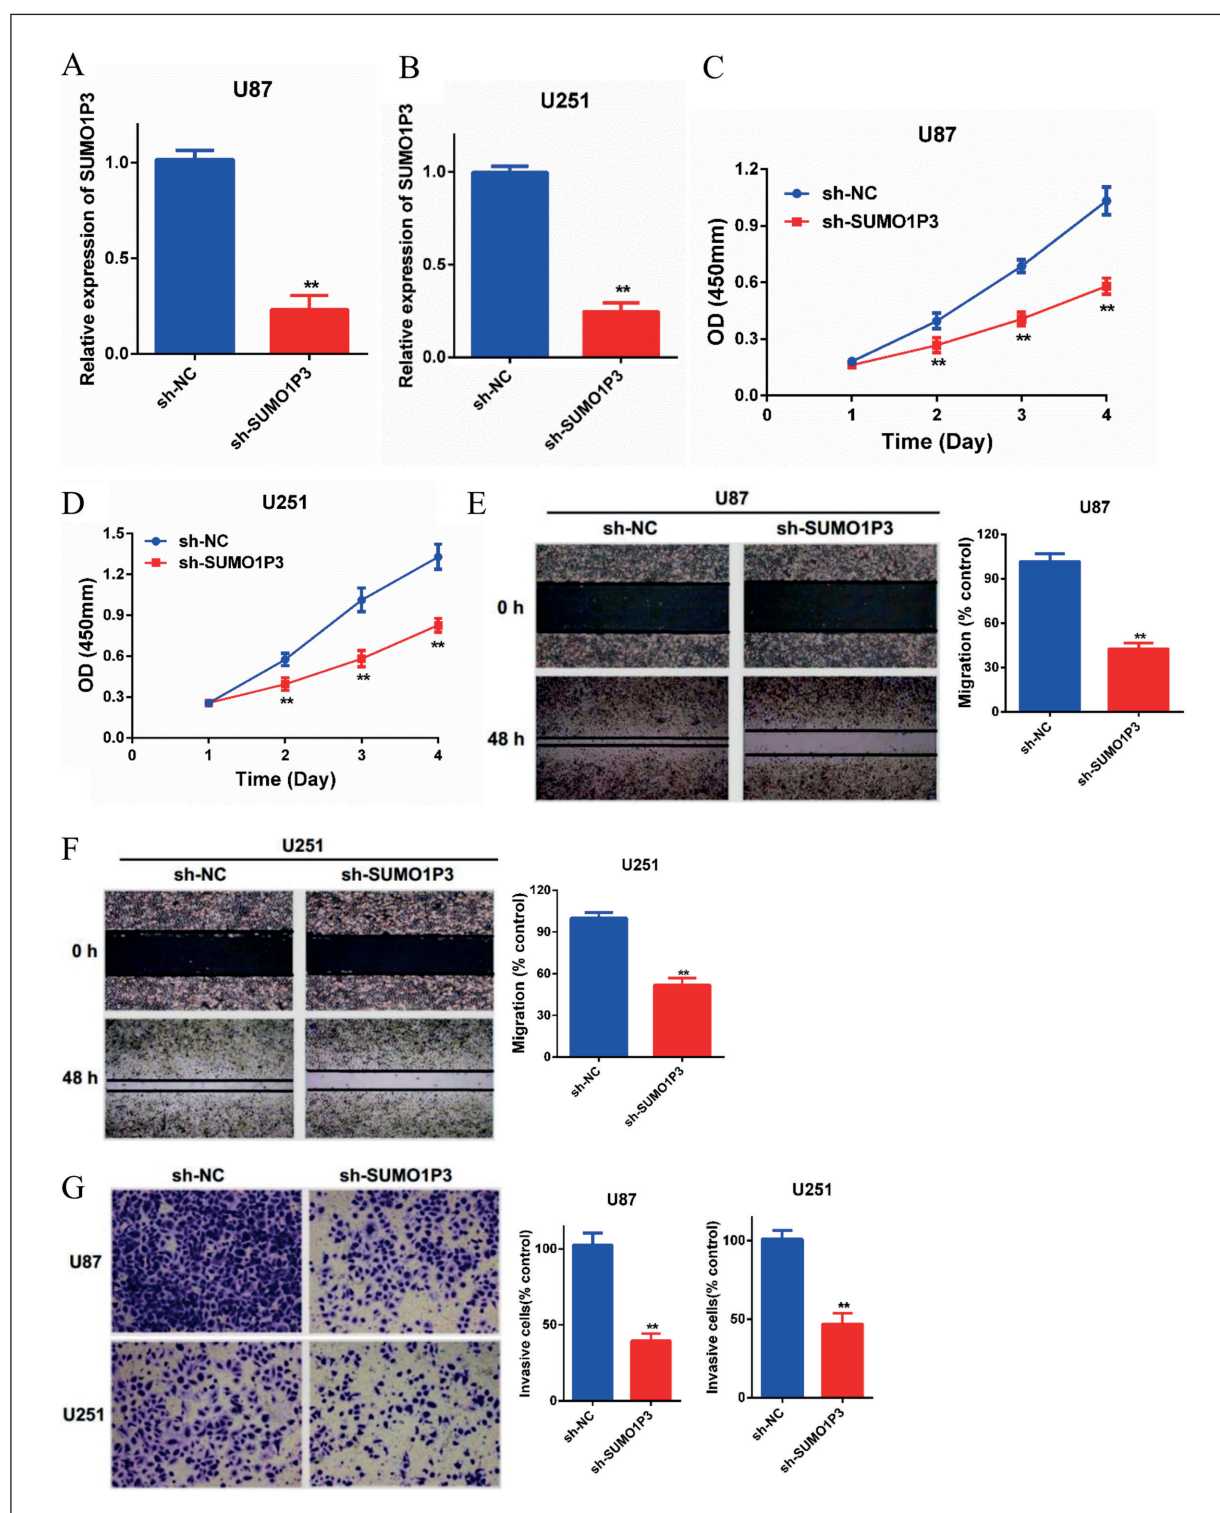 A
U87
Relative expression of SUMO1P3
1.0
0.5
0.0
**
sh-NC
sh-SUMO1P3
B
U251
Relative expression of SUMO1P3
1.0
0.5
0.0
**
sh-NC
sh-SUMO1P3
C
U87
sh-NC
sh-SUMO1P3
OD (450mm)
1.2
0.9
0.6
0.3
0.0
**
**
**
0 1 2 3 4
Time (Day)
D
U251
sh-NC
sh-SUMO1P3
OD (450mm)
1.5
1.2
0.9
0.6
0.3
0.0
**
**
**
0 1 2 3 4
Time (Day)
E
U87
sh-NC sh-SUMO1P3
0 h
48 h
U87
Migration (% control)
120
90
60
30
0
**
sh-NC
sh-SUMO1P3
F
U251
sh-NC sh-SUMO1P3
0 h
48 h
U251
Migration (% control)
120
90
60
30
0
**
sh-NC
sh-SUMO1P3
G
sh-NC sh-SUMO1P3
U87
U251
U87
Invasive cells(% control)
100
50
0
**
sh-NC
sh-SUMO1P3
U251
Invasive cells(% control)
100
50
0
**
sh-NC
sh-SUMO1P3